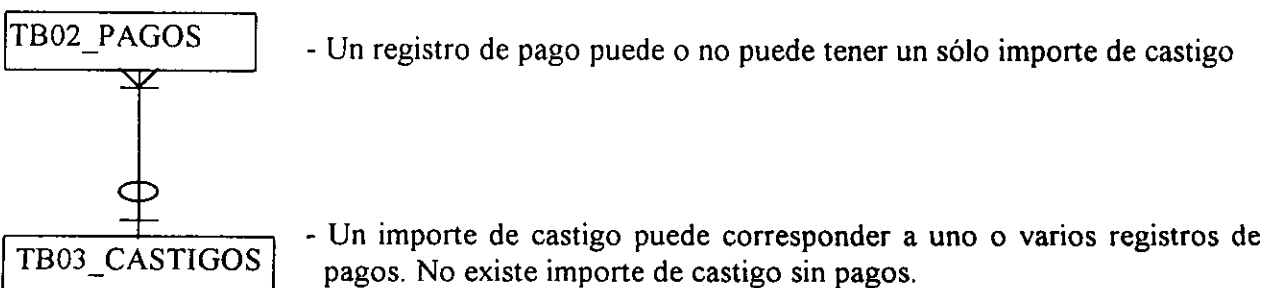 TB02_PAGOS
- Un registro de pago puede o no puede tener un sólo importe de castigo
TB03_CASTIGOS
- Un importe de castigo puede corresponder a uno o varios registros de
pagos. No existe importe de castigo sin pagos.